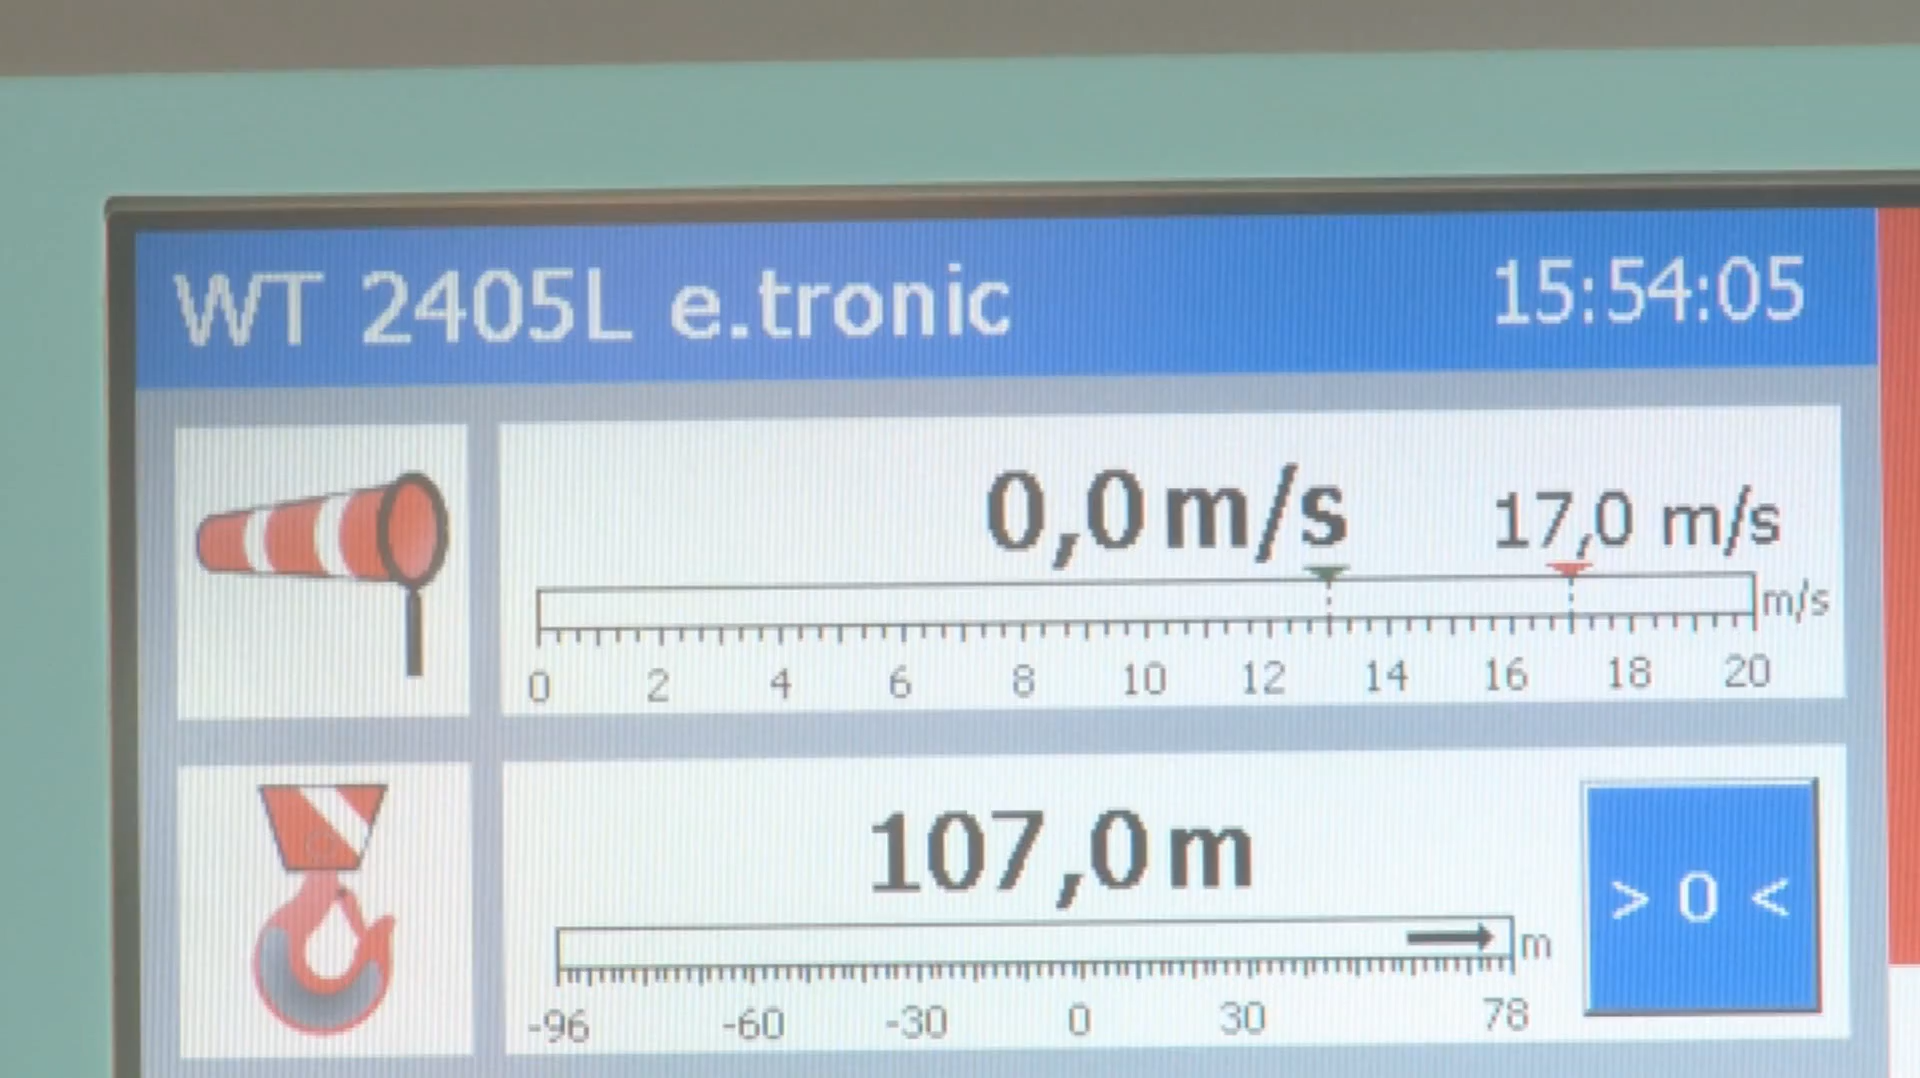 WT 2405L e.tronic 15:54:05
0,0 m/s 17,0 m/s
m/s
0 2 4 6 8 10 12 14 16 18 20
107,0 m
> 0 <
m
-96 -60 -30 0 30 78